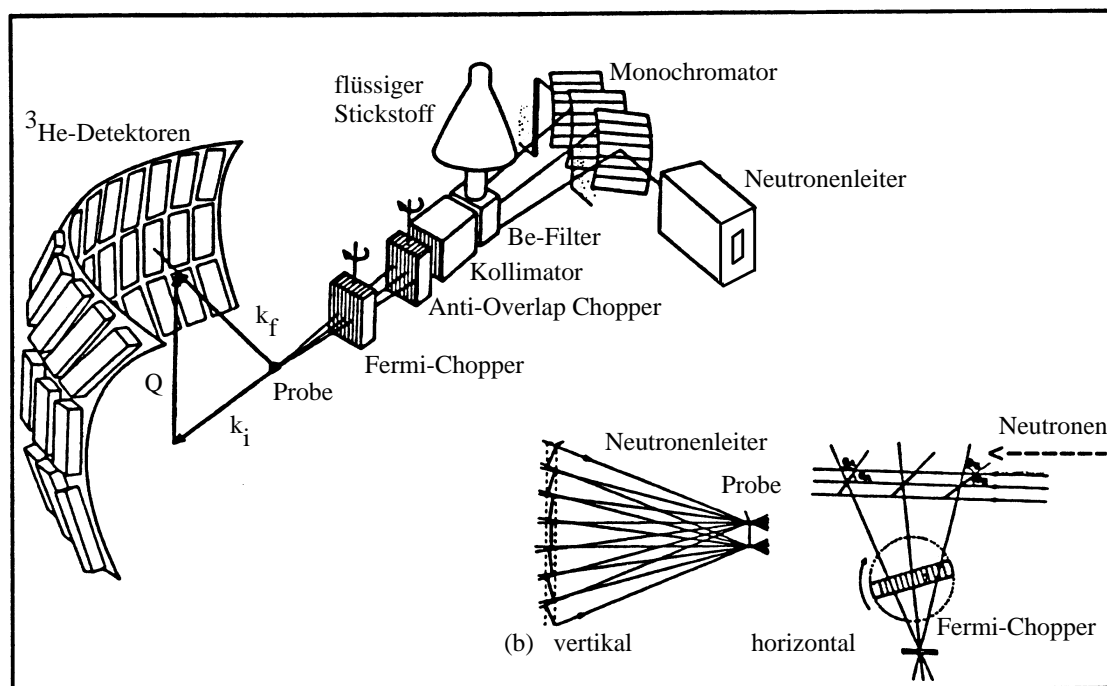 flüssiger
Stickstoff
Monochromator
³He-Detektoren
Neutronenleiter
Be-Filter
Kollimator
Anti-Overlap Chopper
Fermi-Chopper
k_f
Probe
Q
k_i
Neutronenleiter
Probe
Neutronen
Fermi-Chopper
(b) vertikal
horizontal